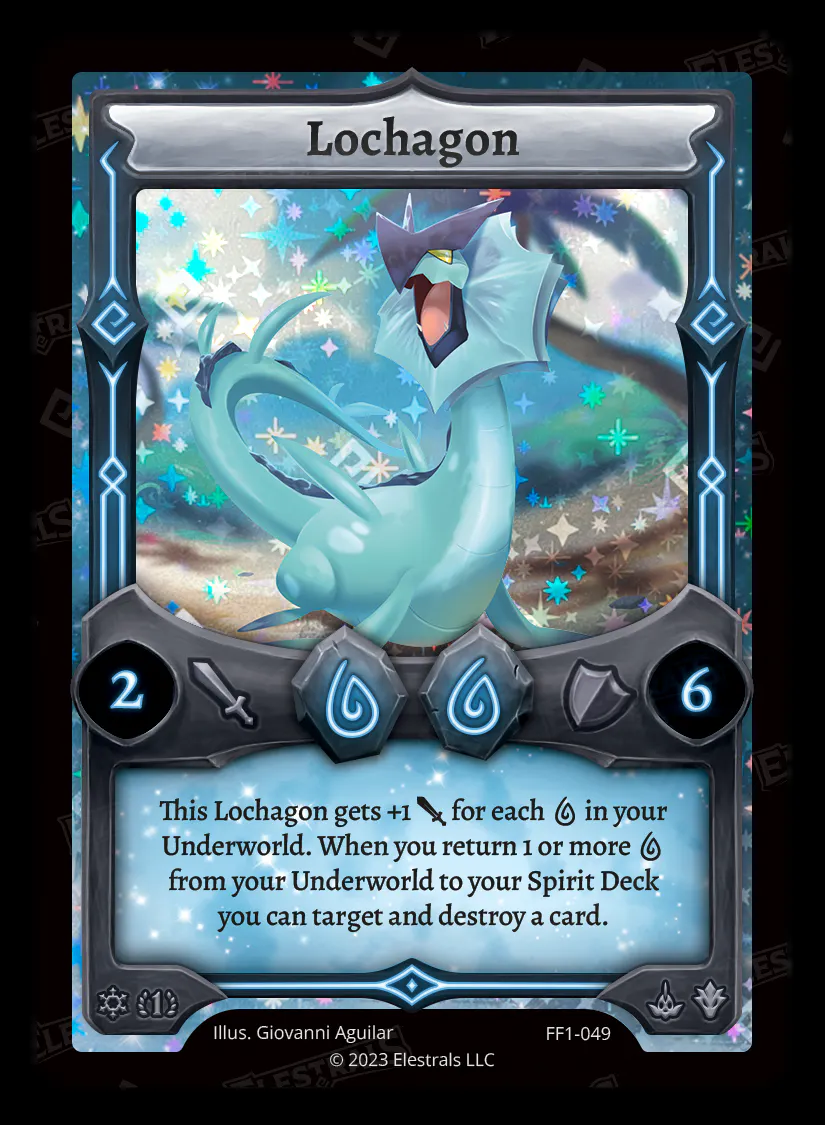 Lochagon
2
6
This Lochagon gets +1 for each in your
Underworld. When you return 1 or more
from your Underworld to your Spirit Deck
you can target and destroy a card.
1
Illus. Giovanni Aguilar FF1-049
© 2023 Elestrals LLC
ELESTRALS